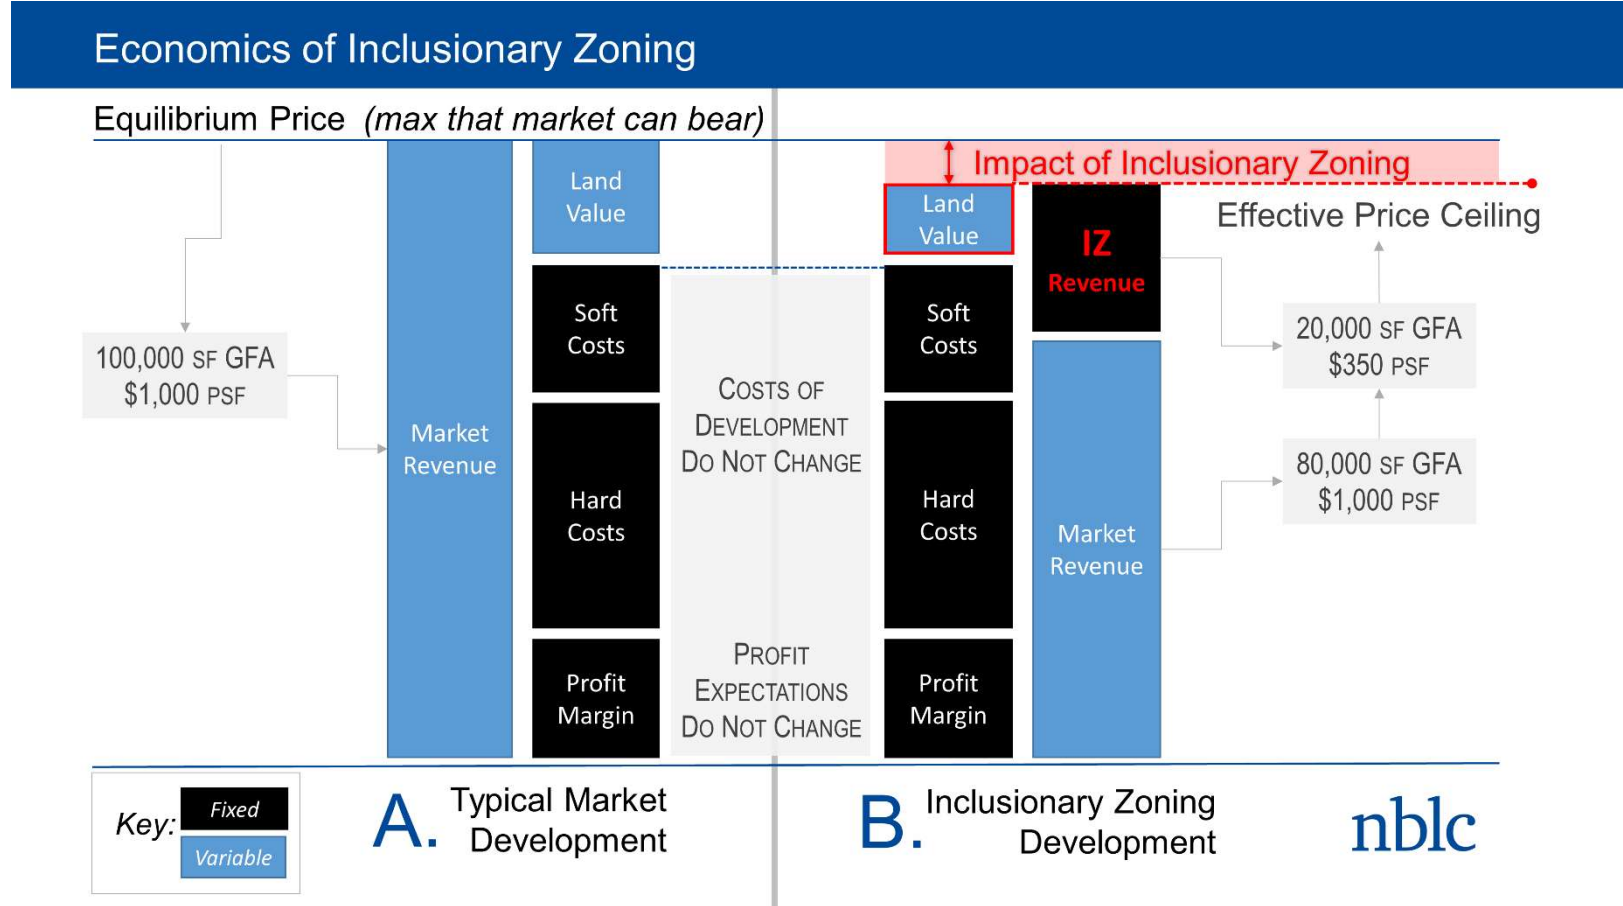 Economics of Inclusionary Zoning
Equilibrium Price (max that market can bear)
Land
Value
Soft
Costs
Hard
Costs
Profit
Margin
Market
Revenue
100,000 SF GFA
$1,000 PSF
COSTS OF
DEVELOPMENT
DO NOT CHANGE
PROFIT
EXPECTATIONS
DO NOT CHANGE
Impact of Inclusionary Zoning
Effective Price Ceiling
Land
Value
Soft
Costs
Hard
Costs
Profit
Margin
IZ
Revenue
Market
Revenue
20,000 SF GFA
$350 PSF
80,000 SF GFA
$1,000 PSF
Key:
Fixed
Variable
A. Typical Market
Development
B. Inclusionary Zoning
Development
nblc